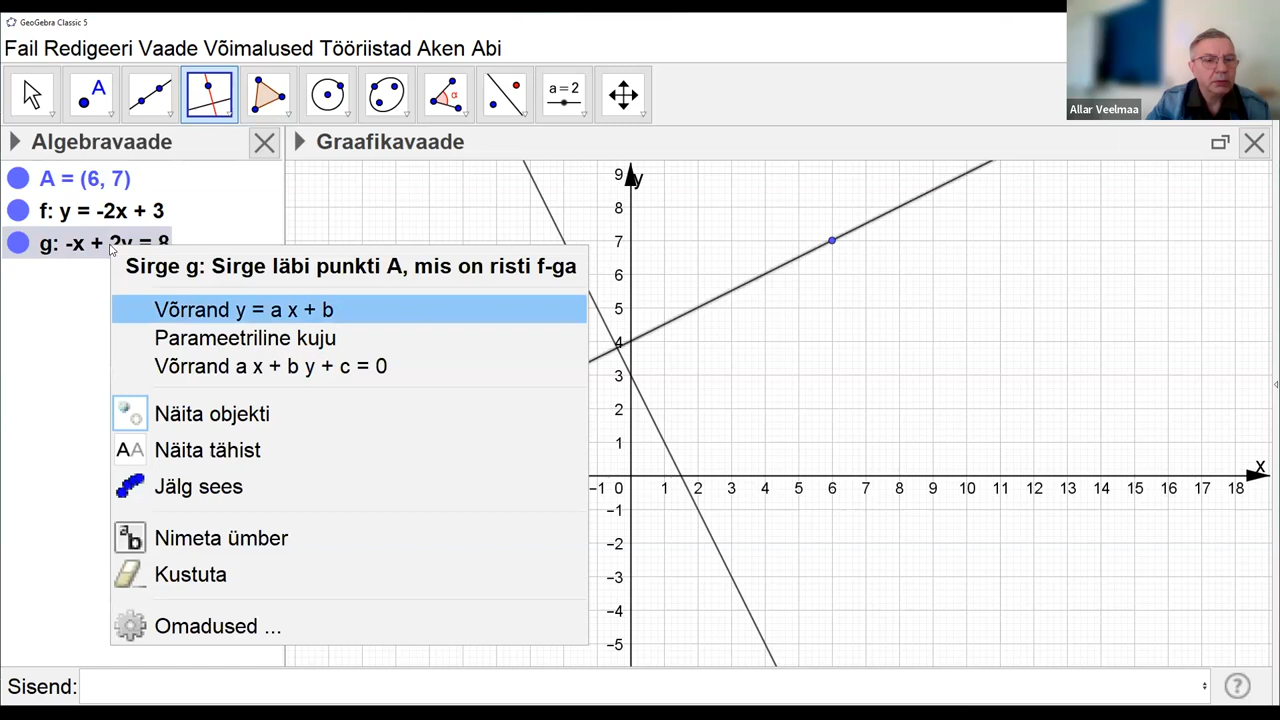 GeoGebra Classic 5
Fail Redigeeri Vaade Võimalused Tööriistad Aken Abi
A
α
a = 2
Allar Veelmaa
Algebravaade
Graafikavaade
A = (6, 7)
f: y = -2x + 3
g: -x + 2y = 8
Sirge g: Sirge läbi punkti A, mis on risti f-ga
Võrrand y = a x + b
Parameetriline kuju
Võrrand a x + b y + c = 0
Näita objekti
AA Näita tähist
Jälg sees
a b Nimeta ümber
Kustuta
Omadused ...
y
9
8
7
6
5
4
3
2
1
x
−1 0 1 2 3 4 5 6 7 8 9 10 11 12 13 14 15 16 17 18
−1
−2
−3
−4
−5
Sisend:
?